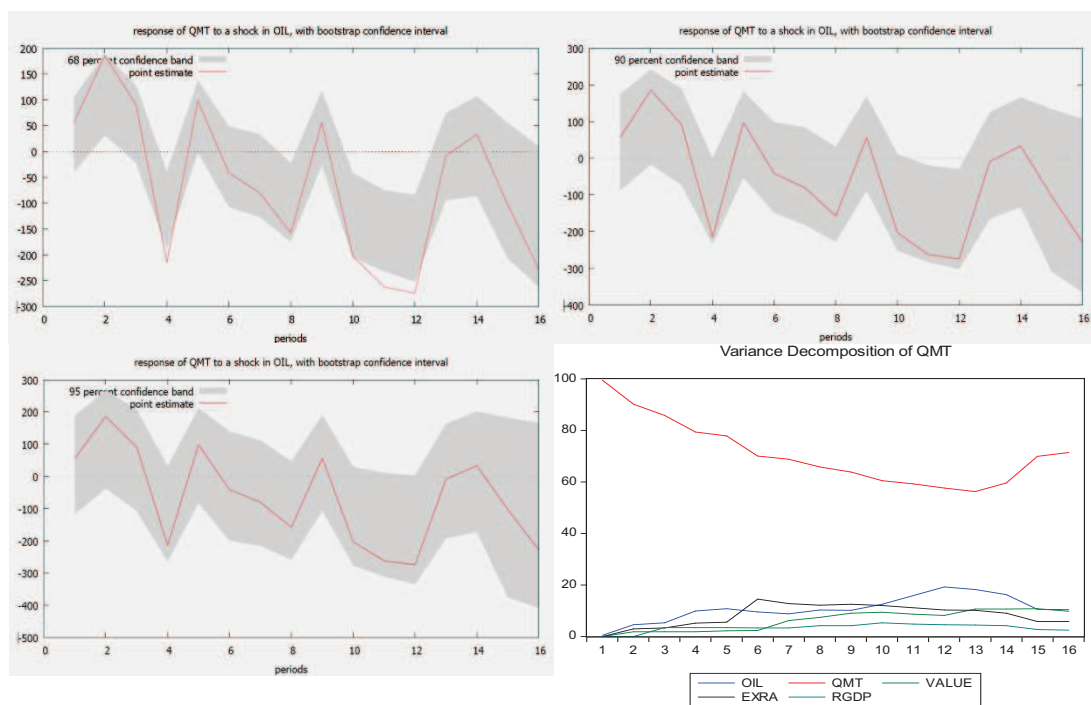 response of QMT to a shock in OIL, with bootstrap confidence interval
68 percent confidence band
point estimate
200
150
100
50
0
-50
-100
-150
-200
-250
-300
0 2 4 6 8 10 12 14 16
periods
response of QMT to a shock in OIL, with bootstrap confidence interval
90 percent confidence band
point estimate
300
200
100
0
-100
-200
-300
-400
0 2 4 6 8 10 12 14 16
periods
response of QMT to a shock in OIL, with bootstrap confidence interval
95 percent confidence band
point estimate
300
200
100
0
-100
-200
-300
-400
-500
0 2 4 6 8 10 12 14 16
periods
Variance Decomposition of QMT
100
80
60
40
20
0
1 2 3 4 5 6 7 8 9 10 11 12 13 14 15 16
OIL QMT VALUE
EXRA RGDP